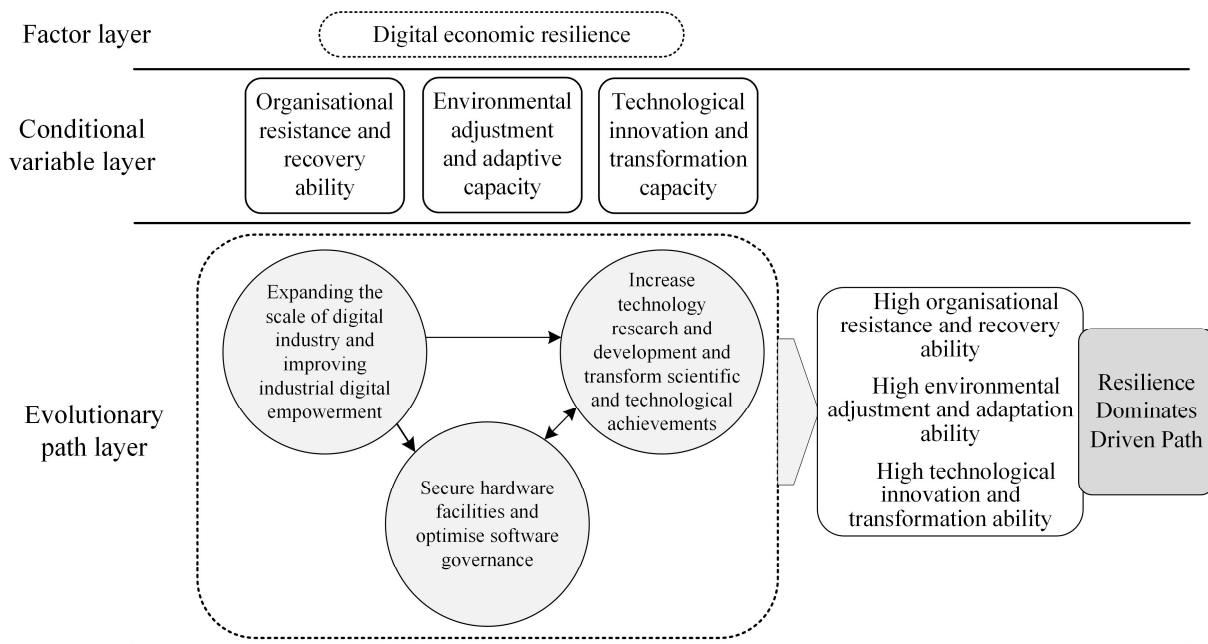 Factor layer
Digital economic resilience
Conditional
variable layer
Organisational
resistance and
recovery
ability
Environmental
adjustment
and adaptive
capacity
Technological
innovation and
transformation
capacity
Evolutionary
path layer
Expanding the
scale of digital
industry and
improving
industrial digital
empowerment
Increase
technology
research and
development and
transform scientific
and technological
achievements
Secure hardware
facilities and
optimise software
governance
High organisational
resistance and recovery
ability
High environmental
adjustment and adaptation
ability
High technological
innovation and
transformation ability
Resilience
Dominates
Driven Path